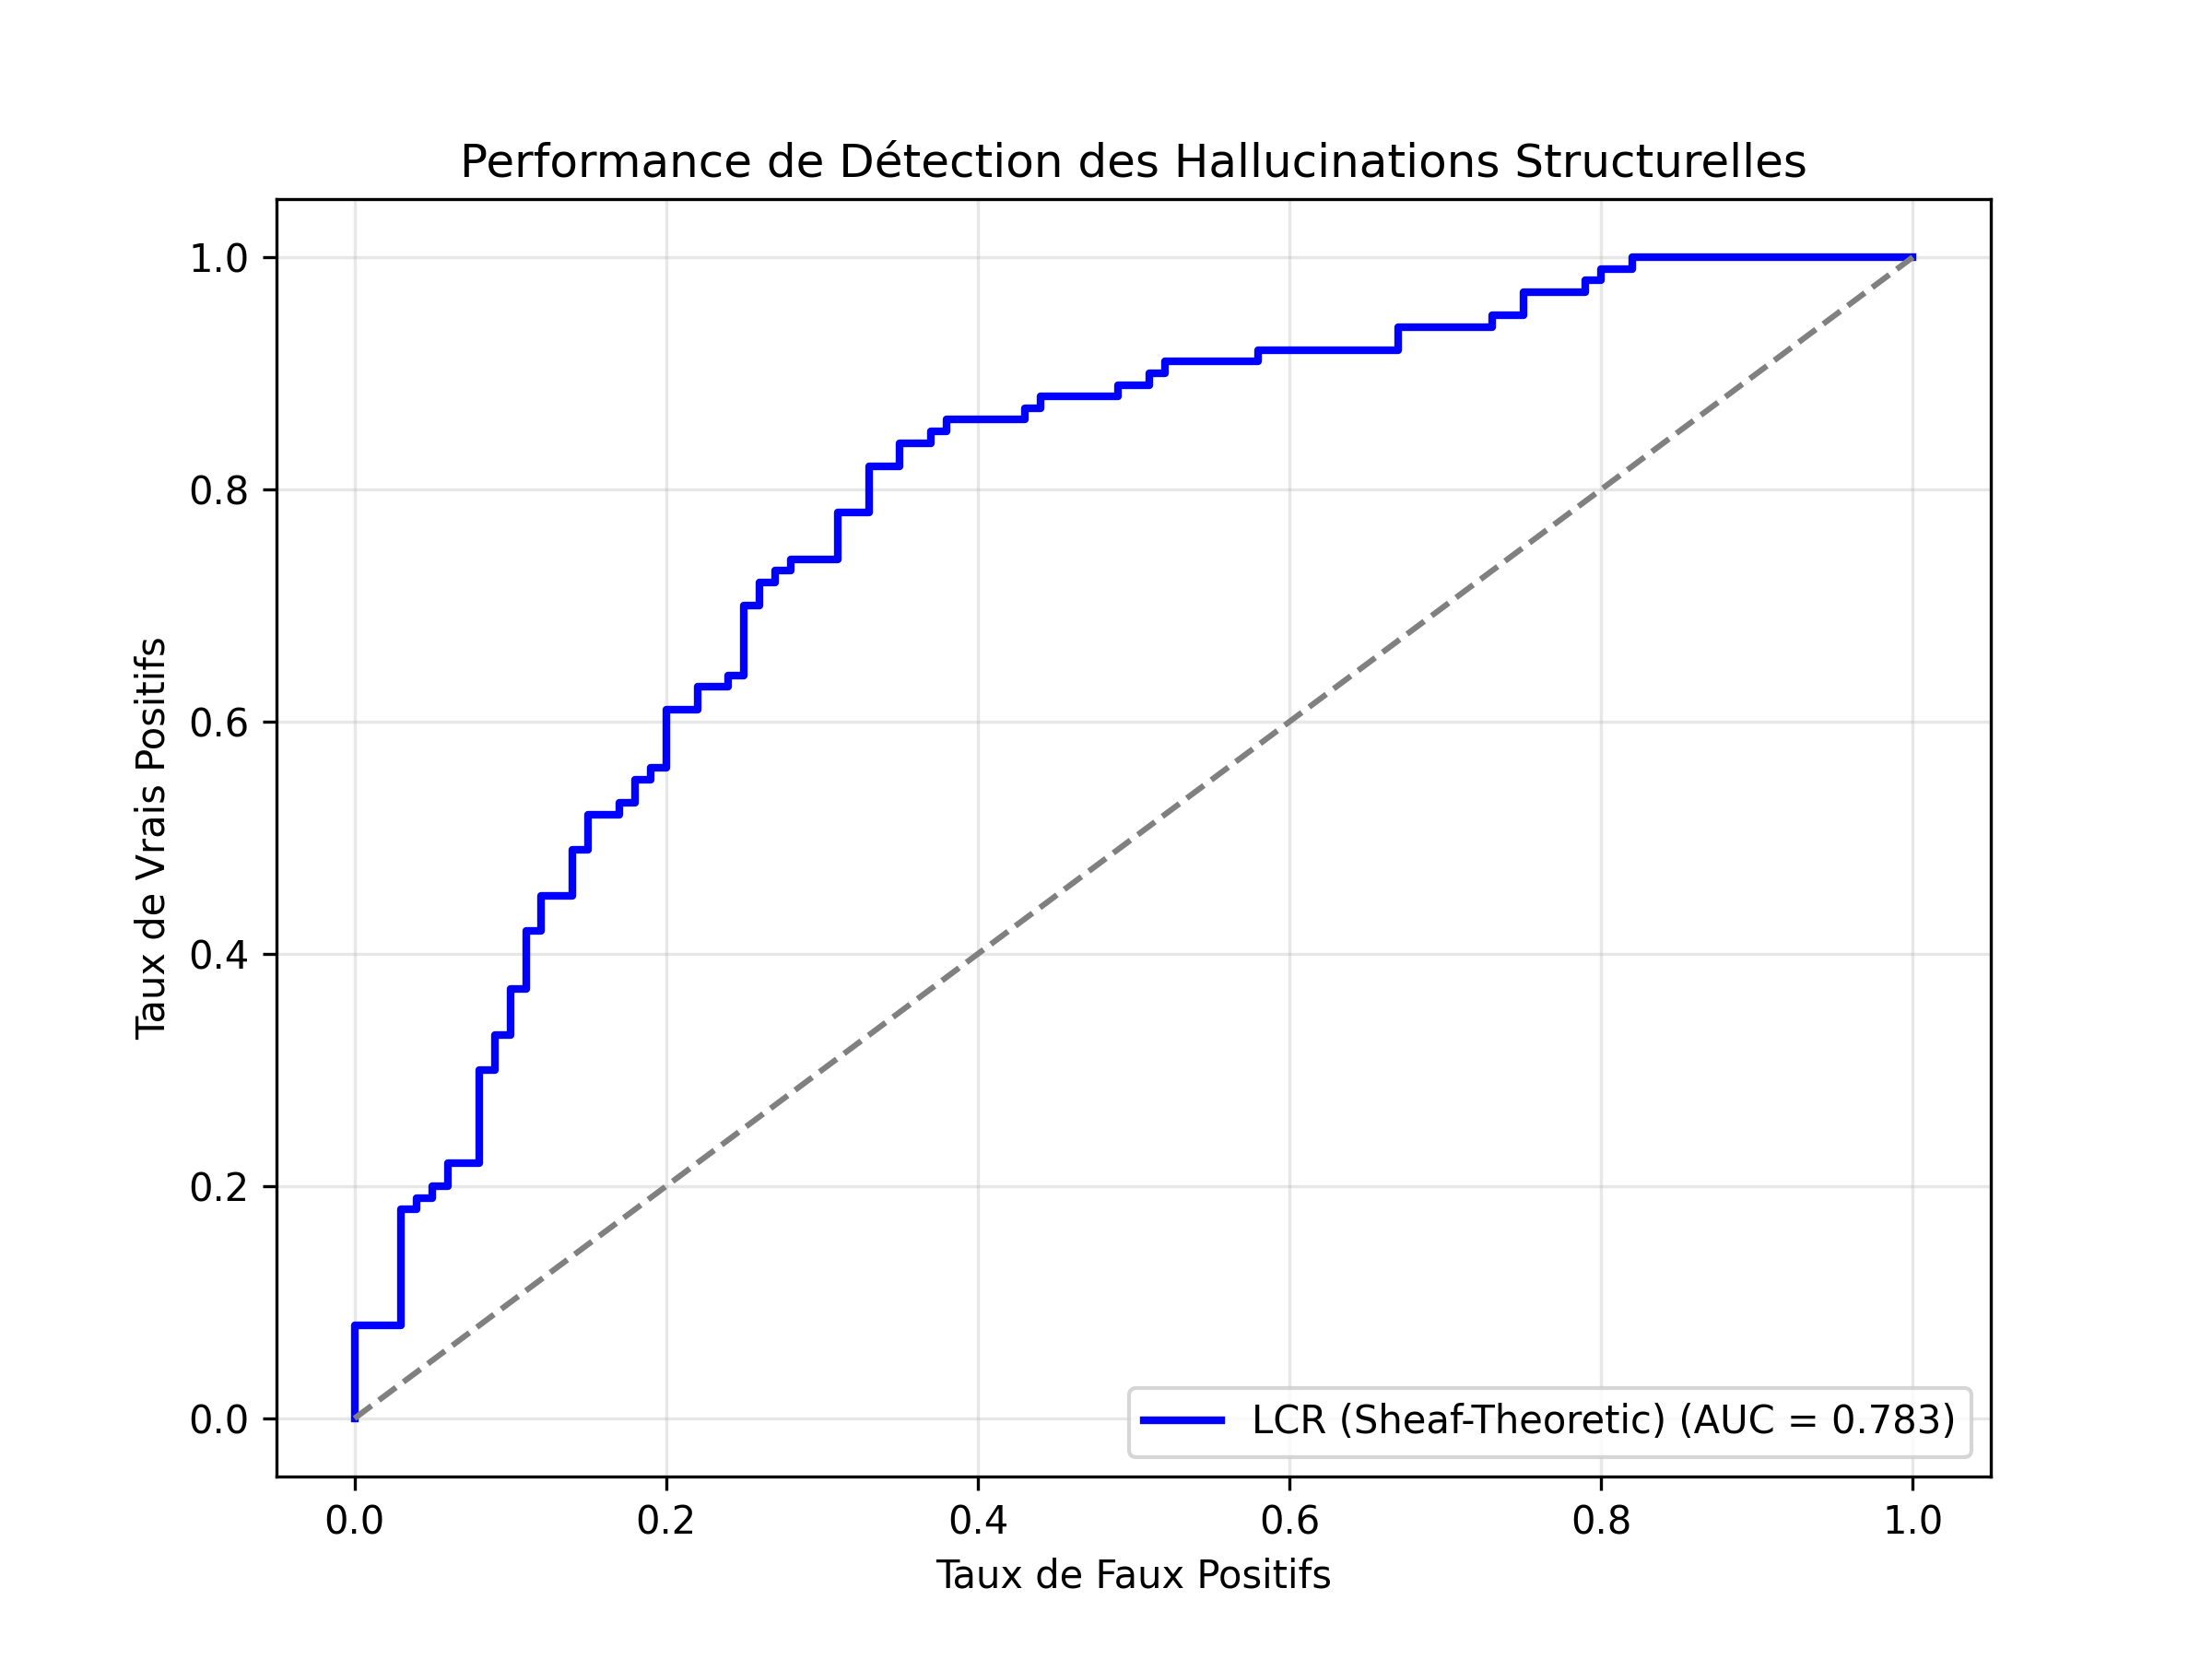 Performance de Détection des Hallucinations Structurelles
Taux de Vrais Positifs
1.0
0.8
0.6
0.4
0.2
0.0
LCR (Sheaf-Theoretic) (AUC = 0.783)
0.0 0.2 0.4 0.6 0.8 1.0
Taux de Faux Positifs